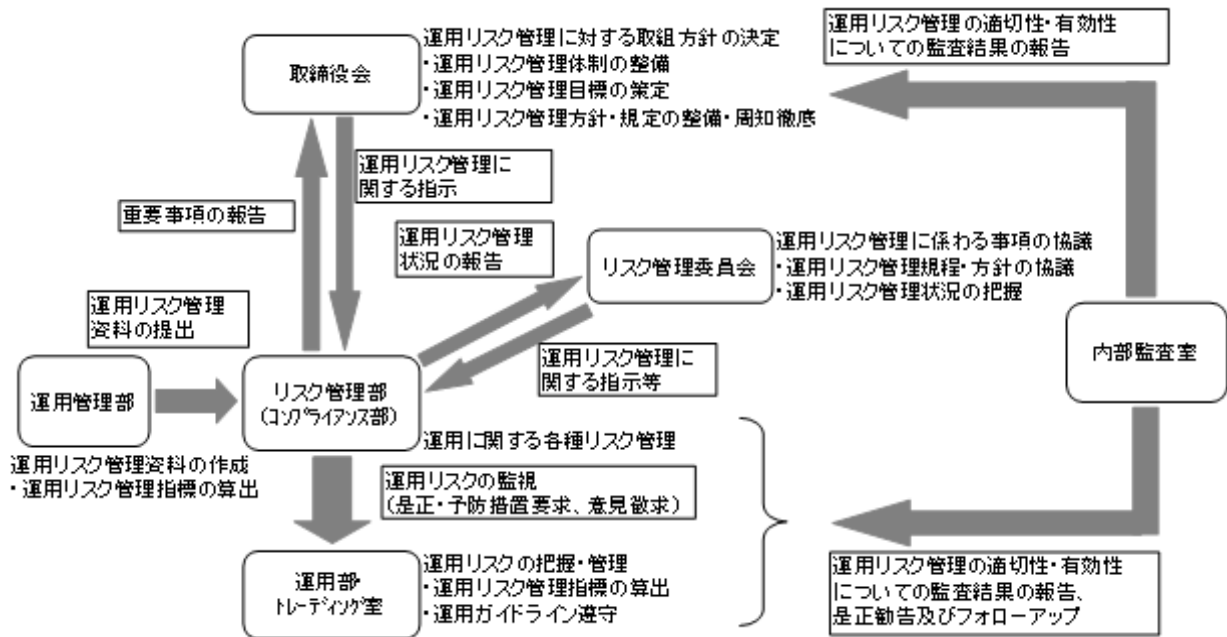 取締役会
運用リスク管理に対する取組方針の決定
・運用リスク管理体制の整備
・運用リスク管理目標の策定
・運用リスク管理方針・規定の整備・周知徹底
運用リスク管理の適切性・有効性
についての監査結果の報告
運用リスク管理に
関する指示
重要事項の報告
運用リスク管理
状況の報告
リスク管理委員会
運用リスク管理に係わる事項の協議
・運用リスク管理規程・方針の協議
・運用リスク管理状況の把握
運用リスク管理
資料の提出
内部監査室
運用リスク管理に
関する指示等
運用管理部
リスク管理部
（ｺﾝﾌﾟﾗｲｱﾝｽ部）
運用に関する各種リスク管理
運用リスク管理資料の作成
・運用リスク管理指標の算出
運用リスクの監視
（是正・予防措置要求、意見徴求）
運用部・
ﾄﾚｰﾃﾞｨﾝｸﾞ室
運用リスクの把握・管理
・運用リスク管理指標の算出
・運用ガイドライン遵守
運用リスク管理の適切性・有効性
についての監査結果の報告、
是正勧告及びフォローアップ